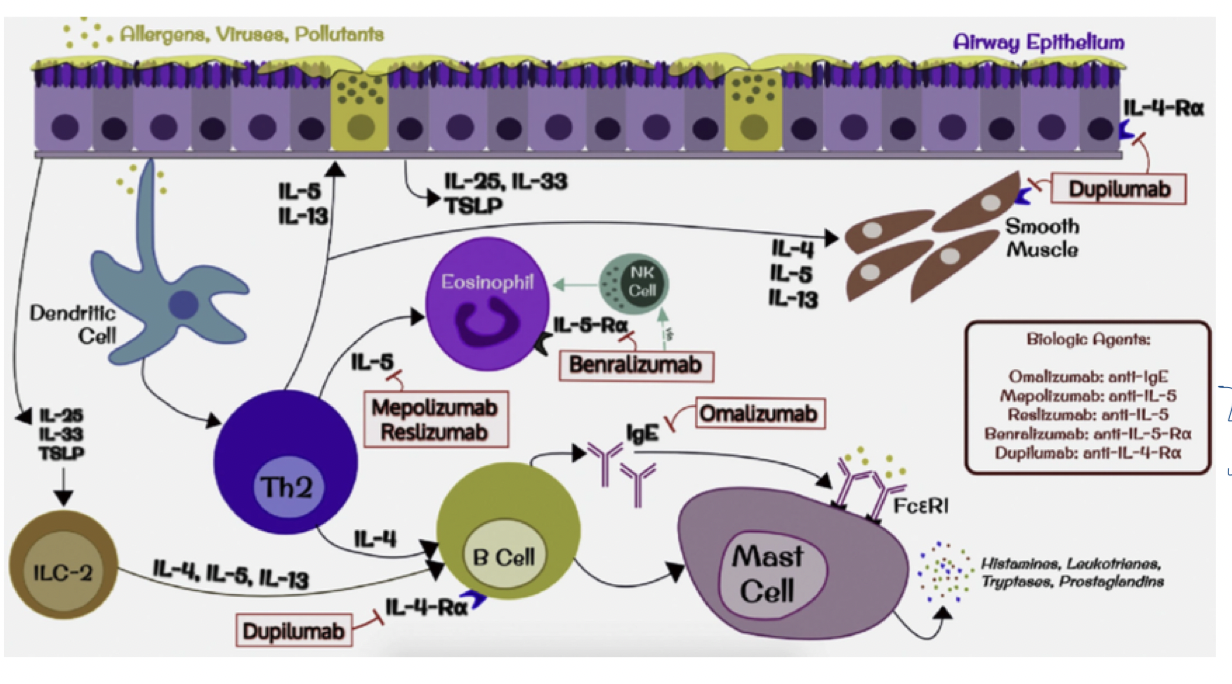 Allergens, Viruses, Pollutants
Airway Epithelium
IL-4-Rα
Dupilumab
IL-5
IL-13
IL-25, IL-33
TSLP
Smooth
Muscle
IL-4
IL-5
IL-13
Dendritic
Cell
Eosinophil
NK
Cell
IL-5-Rα
via
Benralizumab
IL-5
Mepolizumab
Reslizumab
Biologic Agents:
Omalizumab: anti-IgE
Mepolizumab: anti-IL-5
Reslizumab: anti-IL-5
Benralizumab: anti-IL-5-Rα
Dupilumab: anti-IL-4-Rα
IL-25
IL-33
TSLP
Th2
IgE
Omalizumab
FcεRI
IL-4
B Cell
Mast
Cell
ILC-2
IL-4, IL-5, IL-13
Histamines, Leukotrienes,
Tryptases, Prostaglandins
IL-4-Rα
Dupilumab